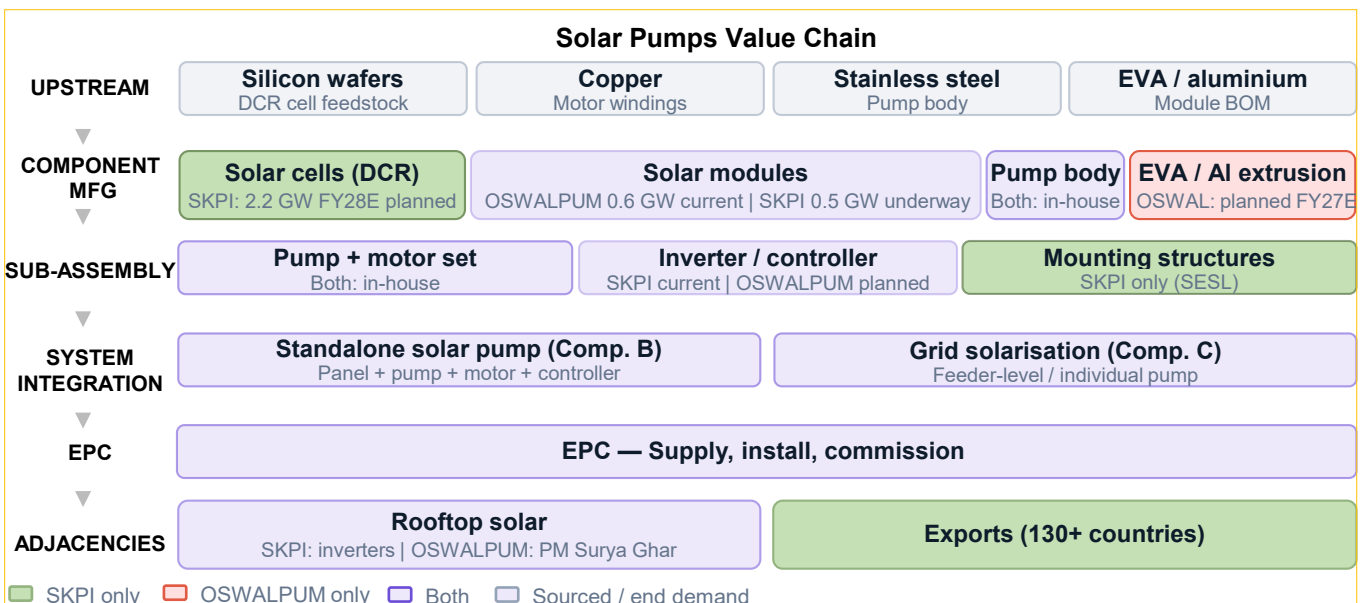 Solar Pumps Value Chain
UPSTREAM
Silicon wafers
DCR cell feedstock
Copper
Motor windings
Stainless steel
Pump body
EVA / aluminium
Module BOM
COMPONENT
MFG
Solar cells (DCR)
SKPI: 2.2 GW FY28E planned
Solar modules
OSWALPUM 0.6 GW current | SKPI 0.5 GW underway
Pump body
Both: in-house
EVA / Al extrusion
OSWAL: planned FY27E
SUB-ASSEMBLY
Pump + motor set
Both: in-house
Inverter / controller
SKPI current | OSWALPUM planned
Mounting structures
SKPI only (SESL)
SYSTEM
INTEGRATION
Standalone solar pump (Comp. B)
Panel + pump + motor + controller
Grid solarisation (Comp. C)
Feeder-level / individual pump
EPC
EPC — Supply, install, commission
ADJACENCIES
Rooftop solar
SKPI: inverters | OSWALPUM: PM Surya Ghar
Exports (130+ countries)
SKPI only
OSWALPUM only
Both
Sourced / end demand